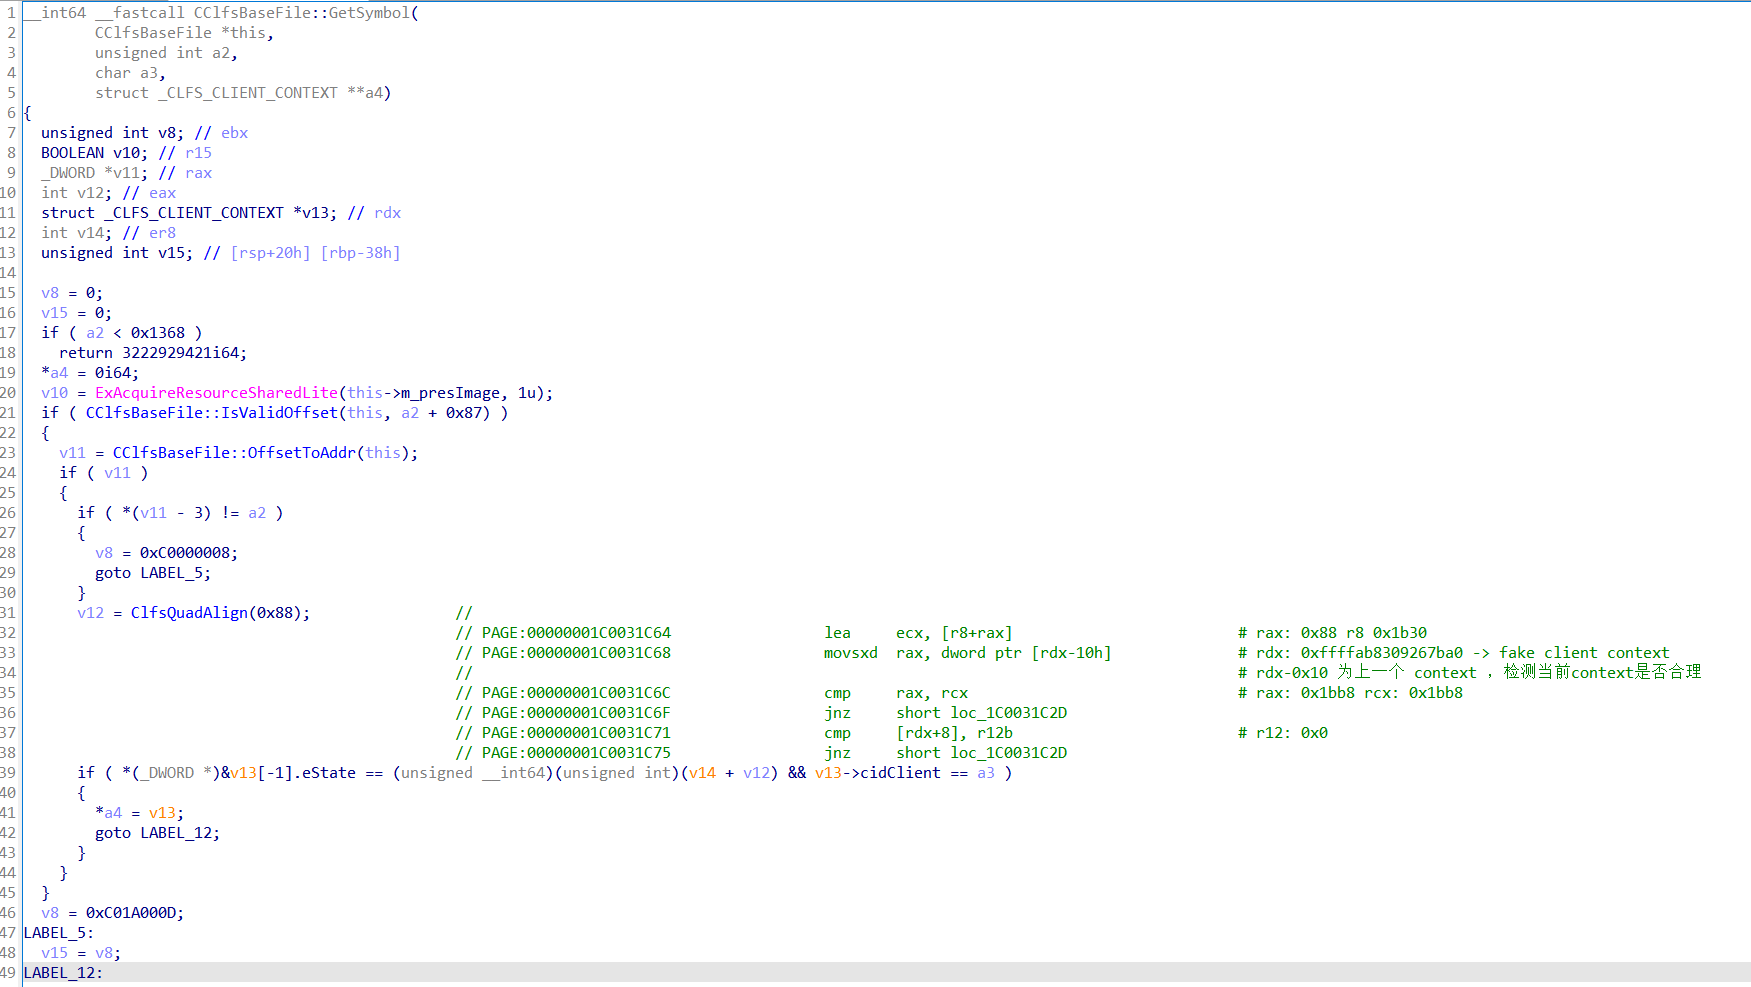 1 __int64 __fastcall CClfsBaseFile::GetSymbol(
2         CClfsBaseFile *this,
3         unsigned int a2,
4         char a3,
5         struct _CLFS_CLIENT_CONTEXT **a4)
6 {
7   unsigned int v8; // ebx
8   BOOLEAN v10; // r15
9   _DWORD *v11; // rax
10   int v12; // eax
11   struct _CLFS_CLIENT_CONTEXT *v13; // rdx
12   int v14; // er8
13   unsigned int v15; // [rsp+20h] [rbp-38h]
14
15   v8 = 0;
16   v15 = 0;
17   if ( a2 < 0x1368 )
18     return 3222929421i64;
19   *a4 = 0i64;
20   v10 = ExAcquireResourceSharedLite(this->m_presImage, 1u);
21   if ( CClfsBaseFile::IsValidOffset(this, a2 + 0x87) )
22   {
23     v11 = CClfsBaseFile::OffsetToAddr(this);
24     if ( v11 )
25     {
26       if ( *(v11 - 3) != a2 )
27       {
28         v8 = 0xC0000008;
29         goto LABEL_5;
30       }
31       v12 = ClfsQuadAlign(0x88);                //
32                                                 // PAGE:00000001C0031C64                 lea     ecx, [r8+rax]                         # rax: 0x88 r8 0x1b30
33                                                 // PAGE:00000001C0031C68                 movsxd  rax, dword ptr [rdx-10h]              # rdx: 0xffffab8309267ba0 -> fake client context
34                                                 //                                                                                     # rdx-0x10 为上一个 context ，检测当前context是否合理
35                                                 // PAGE:00000001C0031C6C                 cmp     rax, rcx                              # rax: 0x1bb8 rcx: 0x1bb8
36                                                 // PAGE:00000001C0031C6F                 jnz     short loc_1C0031C2D
37                                                 // PAGE:00000001C0031C71                 cmp     [rdx+8], r12b                         # r12: 0x0
38                                                 // PAGE:00000001C0031C75                 jnz     short loc_1C0031C2D
39       if ( *(_DWORD *)&v13[-1].eState == (unsigned __int64)(unsigned int)(v14 + v12) && v13->cidClient == a3 )
40       {
41         *a4 = v13;
42         goto LABEL_12;
43       }
44     }
45   }
46   v8 = 0xC01A000D;
47 LABEL_5:
48   v15 = v8;
49 LABEL_12: